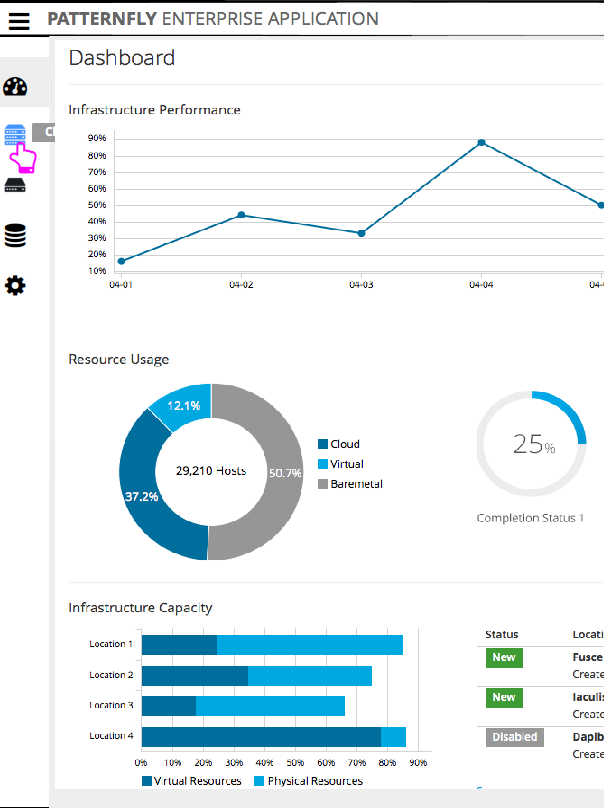 PATTERNFLY ENTERPRISE APPLICATION
Dashboard
Infrastructure Performance
90%
80%
70%
60%
50%
40%
30%
20%
10%
04-01 04-02 04-03 04-04
Resource Usage
12.1%
37.2%
50.7%
29,210 Hosts
Cloud
Virtual
Baremetal
25%
Completion Status 1
Infrastructure Capacity
Location 1
Location 2
Location 3
Location 4
0% 10% 20% 30% 40% 50% 60% 70% 80% 90%
Virtual Resources Physical Resources
Status Locati
New Fusce
Create
New Iaculis
Create
Disabled Dapib
Create